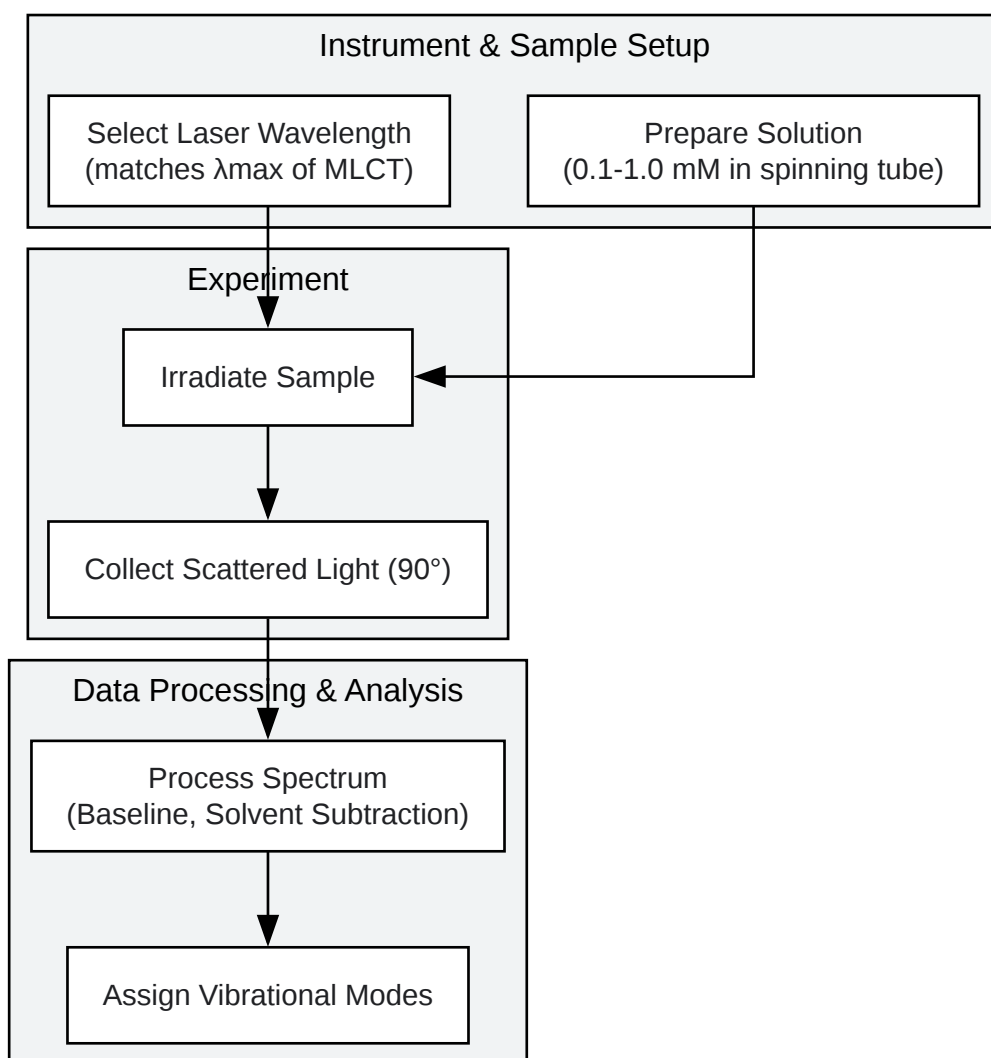 Instrument & Sample Setup
Select Laser Wavelength
(matches λmax of MLCT)
Prepare Solution
(0.1-1.0 mM in spinning tube)
Experiment
Irradiate Sample
Collect Scattered Light (90°)
Data Processing & Analysis
Process Spectrum
(Baseline, Solvent Subtraction)
Assign Vibrational Modes